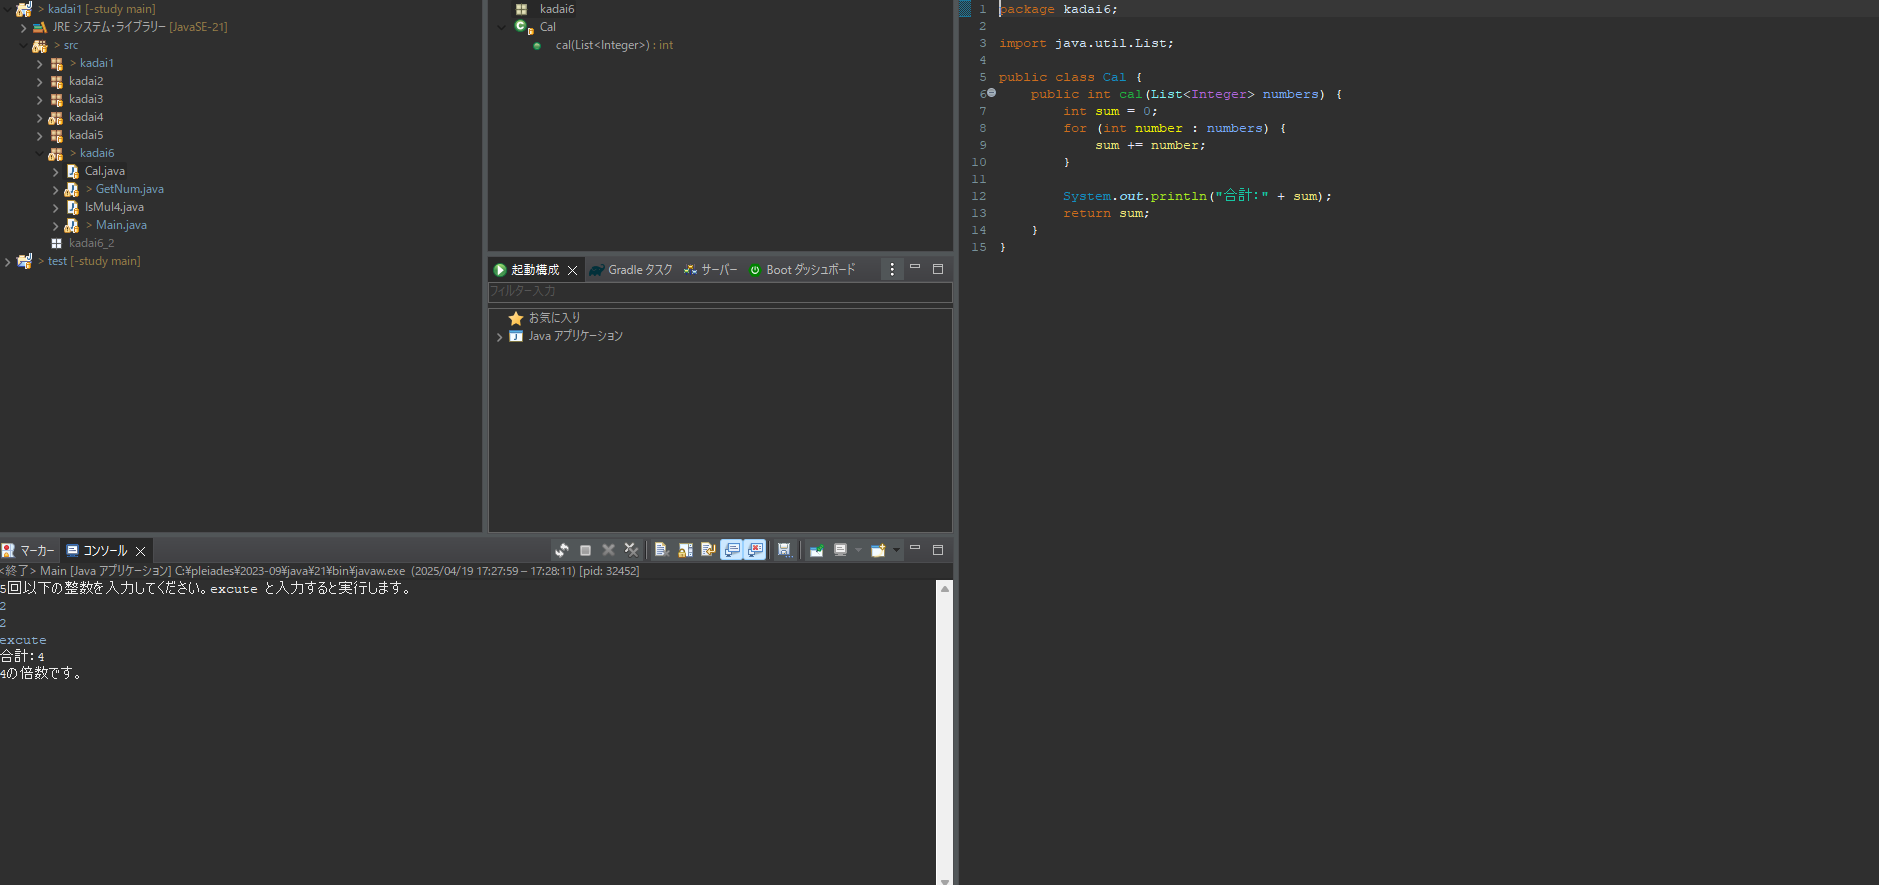 > kadai1 [-study main]
JRE システム・ライブラリー [JavaSE-21]
> src
> kadai1
kadai2
kadai3
kadai4
kadai5
> kadai6
Cal.java
> GetNum.java
IsMul4.java
> Main.java
kadai6_2
> test [-study main]
kadai6
Cal
cal(List<Integer>) : int
起動構成 Gradle タスク サーバー Boot ダッシュボード
フィルター入力
お気に入り
Java アプリケーション
1 package kadai6;
2
3 import java.util.List;
4
5 public class Cal {
6 public int cal(List<Integer> numbers) {
7 int sum = 0;
8 for (int number : numbers) {
9 sum += number;
10 }
11
12 System.out.println("合計:" + sum);
13 return sum;
14 }
15 }
マーカー コンソール
<終了> Main [Java アプリケーション] C:¥pleiades¥2023-09¥java¥21¥bin¥javaw.exe (2025/04/19 17:27:59 – 17:28:11) [pid: 32452]
5回以下の整数を入力してください。excute と入力すると実行します。
2
2
excute
合計:4
4の倍数です。